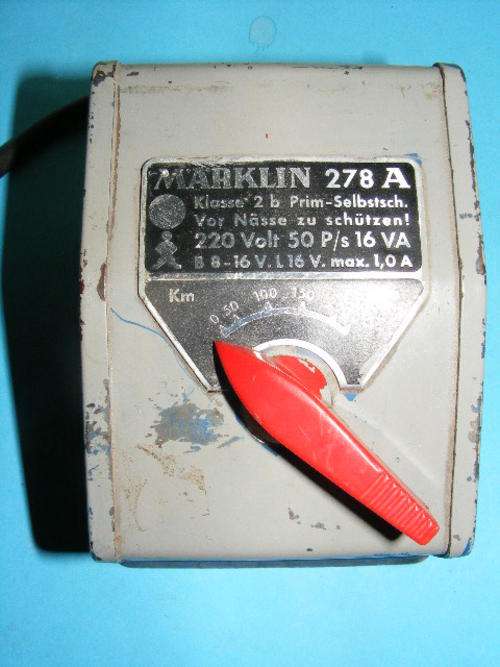 MÄRKLIN 278 A
Klasse 2 b Prim-Selbstsch.
Vor Nässe zu schützen!
220 Volt 50 P/s 16 VA
B 8-16 V. L 16 V. max. 1,0 A
Km
0 50 100 150